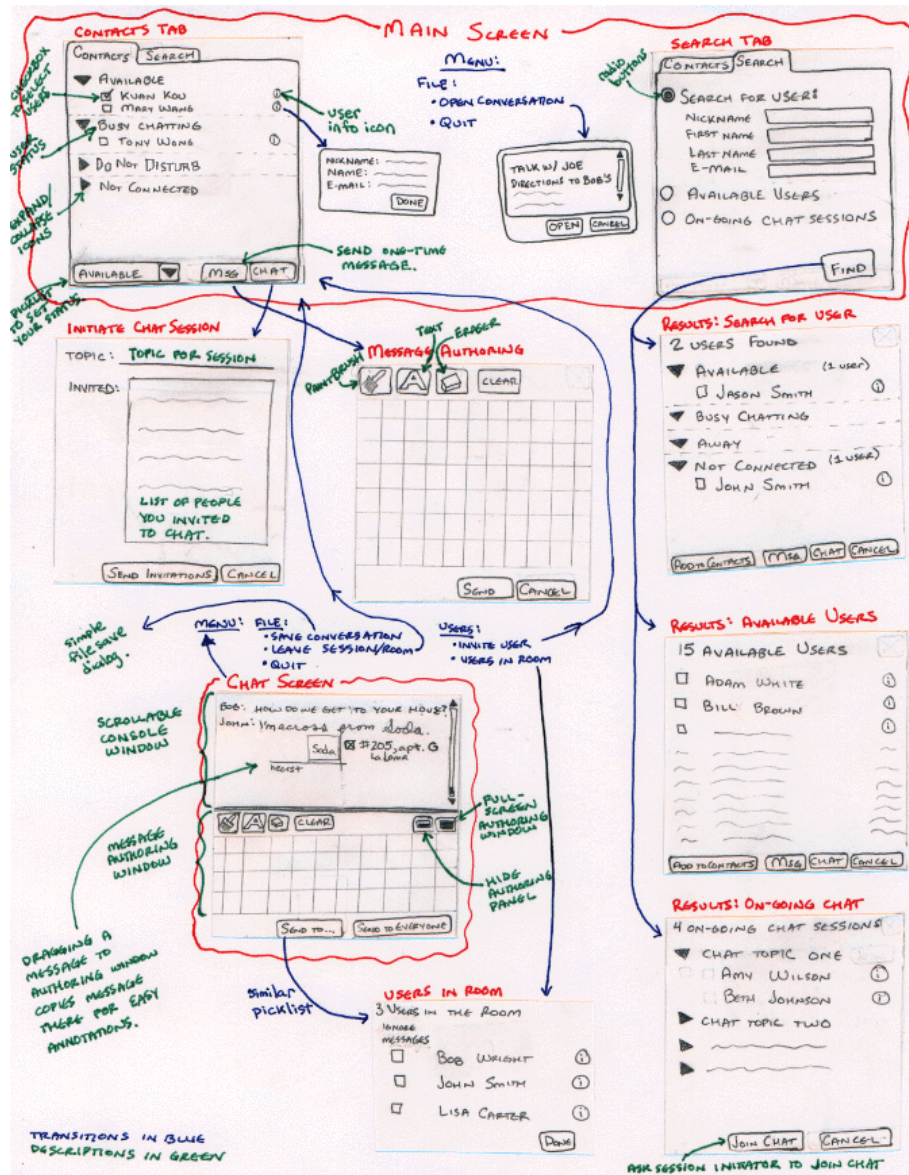 MAIN SCREEN
CONTACTS TAB
CONTACTS SEARCH
AVAILABLE
KUAN KOU
MARY WANG
BUSY CHATTING
TONY WONG
DO NOT DISTURB
NOT CONNECTED
AVAILABLE MSG CHAT
CHECKBOX
TO SELECT
USERS
USER
STATUS
EXPAND/
COLLAPSE
ICONS
PICKLIST
TO SET
YOUR STATUS.
USER
INFO ICON
NICKNAME:
NAME:
E-MAIL:
DONE
SEND ONE-TIME
MESSAGE.
MENU:
FILE:
• OPEN CONVERSATION
• QUIT
TALK W/ JOE
DIRECTIONS TO BOB'S
OPEN CANCEL
SEARCH TAB
RADIO
BUTTONS
CONTACTS SEARCH
SEARCH FOR USER:
NICKNAME
FIRST NAME
LAST NAME
E-MAIL
AVAILABLE USERS
ON-GOING CHAT SESSIONS
FIND
INITIATE CHAT SESSION
TOPIC: TOPIC FOR SESSION
INVITED:
LIST OF PEOPLE
YOU INVITED
TO CHAT.
SEND INVITATIONS CANCEL
MESSAGE AUTHORING
PAINTBRUSH
TEXT
ERASER
CLEAR
SEND CANCEL
RESULTS: SEARCH FOR USER
2 USERS FOUND
AVAILABLE (1 USER)
JASON SMITH
BUSY CHATTING
AWAY
NOT CONNECTED (1 USER)
JOHN SMITH
ADD TO CONTACTS MSG CHAT CANCEL
simple
file save
dialog.
MENU: FILE:
• SAVE CONVERSATION
• LEAVE SESSION/ROOM
• QUIT
USERS:
• INVITE USER
• USERS IN ROOM
CHAT SCREEN
BOB: HOW DO WE GET TO YOUR HOUSE?
JOHN: I'm across from Soda.
Soda
#205, apt. G
HEARST
CLEAR
SEND TO... SEND TO EVERYONE
SCROLLABLE
CONSOLE
WINDOW
MESSAGE
AUTHORING
WINDOW
DRAGGING A
MESSAGE TO
AUTHORING WINDOW
COPIES MESSAGE
THERE FOR EASY
ANNOTATIONS.
FULL-
SCREEN
AUTHORING
WINDOW
HIDE
AUTHORING
PANEL
similar
picklist
USERS IN ROOM
3 USERS IN THE ROOM
IGNORE
MESSAGES
BOB WRIGHT
JOHN SMITH
LISA CARTER
DONE
RESULTS: AVAILABLE USERS
15 AVAILABLE USERS
ADAM WHITE
BILL BROWN
ADD TO CONTACTS MSG CHAT CANCEL
RESULTS: ON-GOING CHAT
4 ON-GOING CHAT SESSIONS
CHAT TOPIC ONE
AMY WILSON
BETH JOHNSON
CHAT TOPIC TWO
JOIN CHAT CANCEL
ASK SESSION INITIATOR TO JOIN CHAT
TRANSITIONS IN BLUE
DESCRIPTIONS IN GREEN